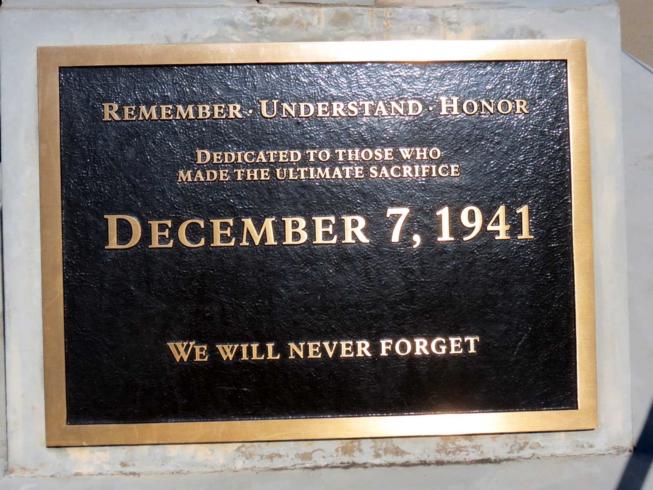 Remember · Understand · Honor
Dedicated to those who
made the ultimate sacrifice
December 7, 1941
We will never forget